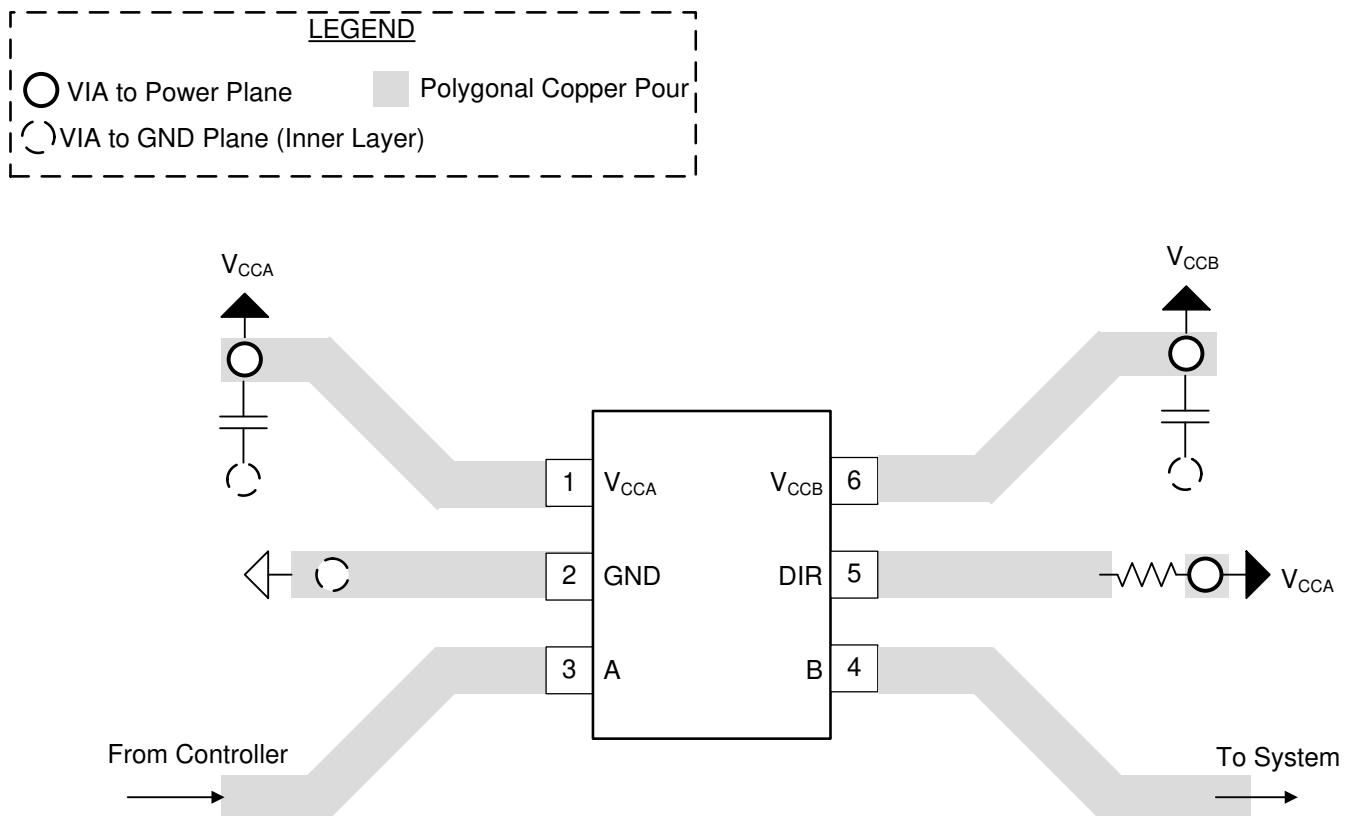 LEGEND
VIA to Power Plane
Polygonal Copper Pour
VIA to GND Plane (Inner Layer)
VCCA
VCCB
1
VCCA
VCCB
6
2
GND
DIR
5
VCCA
3
A
B
4
From Controller
To System